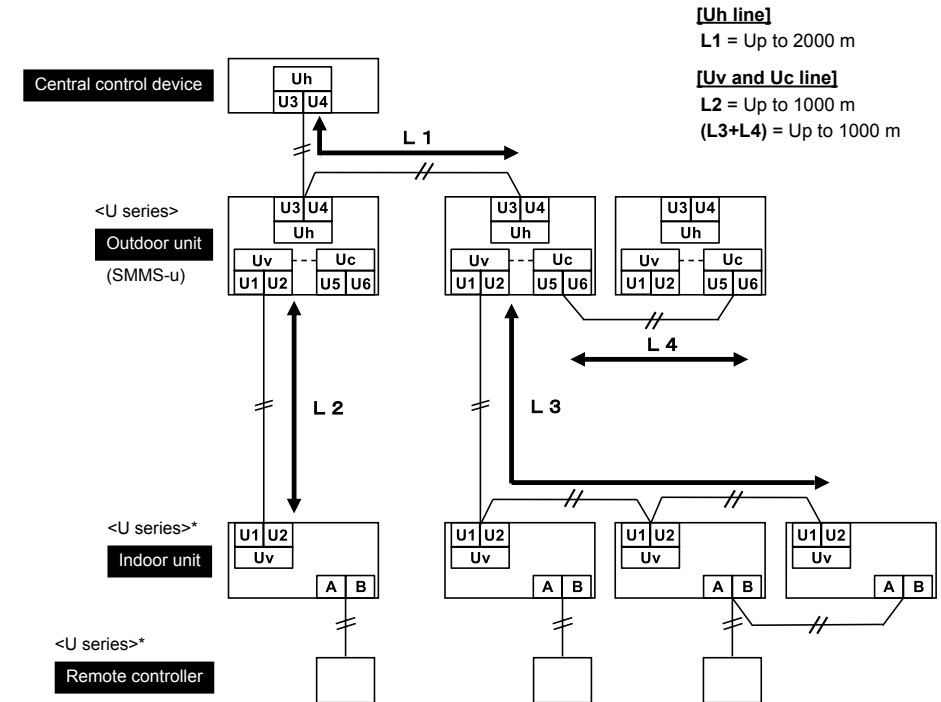 [Uh line]
L1 = Up to 2000 m
[Uv and Uc line]
L2 = Up to 1000 m
(L3+L4) = Up to 1000 m
Central control device
Uh
U3 U4
L 1
<U series>
Outdoor unit
(SMMS-u)
U3 U4
Uh
Uv Uc
U1 U2 U5 U6
U3 U4
Uh
Uv Uc
U1 U2 U5 U6
U3 U4
Uh
Uv Uc
U1 U2 U5 U6
L 4
L 2
L 3
<U series>*
Indoor unit
U1 U2
Uv
A B
U1 U2
Uv
A B
U1 U2
Uv
A B
U1 U2
Uv
A B
<U series>*
Remote controller